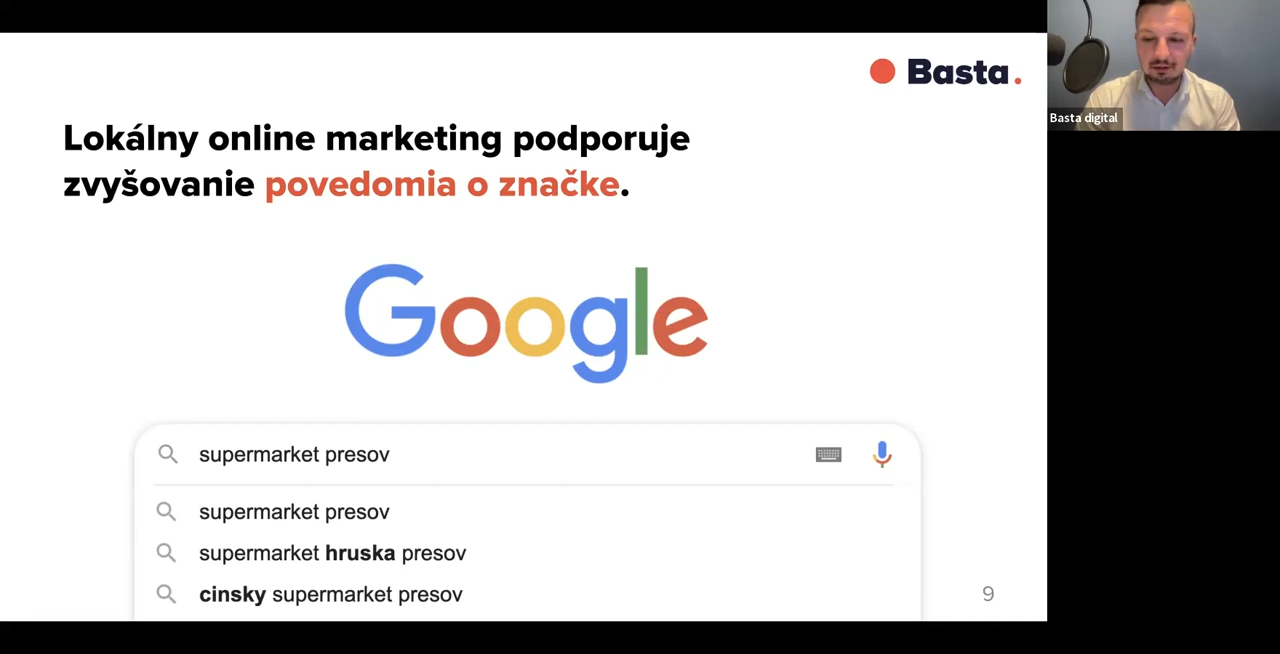 Basta.
Basta digital
Lokálny online marketing podporuje
zvyšovanie povedomia o značke.
Google
supermarket presov
supermarket presov
supermarket hruska presov
cinsky supermarket presov
9